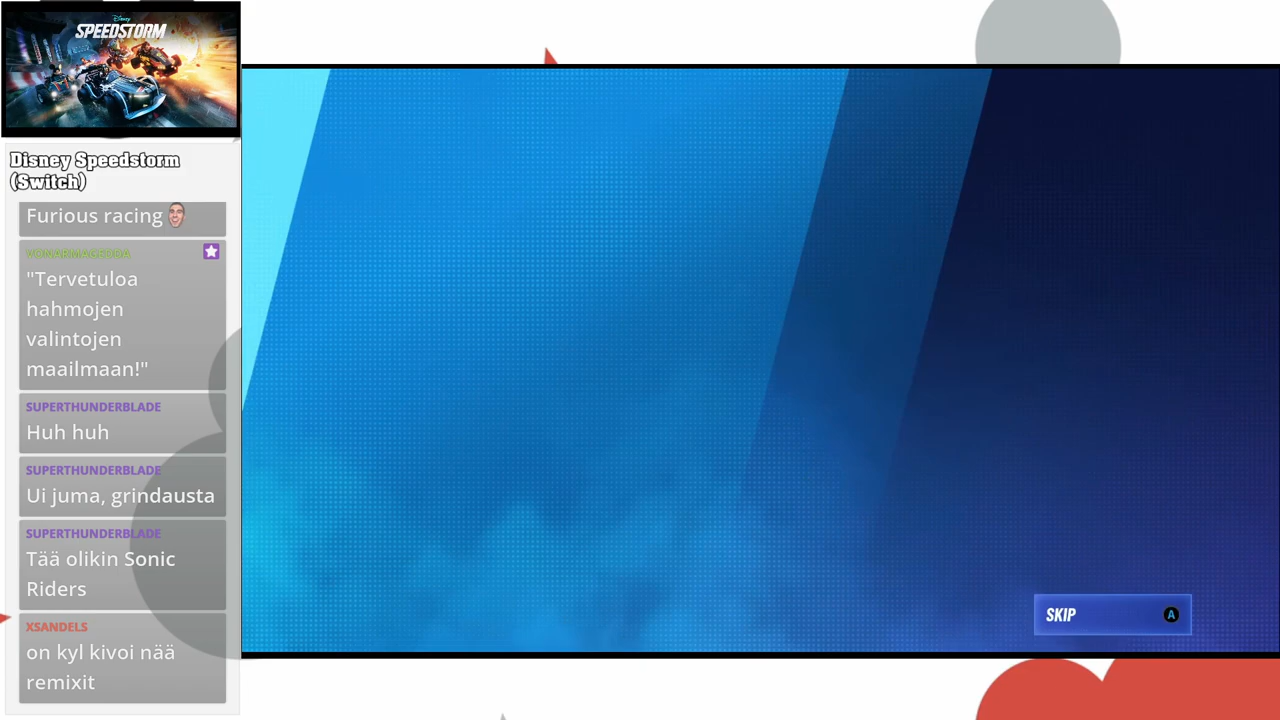 Disney
SPEEDSTORM
Disney Speedstorm
(Switch)
Furious racing
VONARMAGEDDA
"Tervetuloa
hahmojen
valintojen
maailmaan!"
SUPERTHUNDERBLADE
Huh huh
SUPERTHUNDERBLADE
Ui juma, grindausta
SUPERTHUNDERBLADE
Tää olikin Sonic
Riders
XSANDELS
on kyl kivoi nää
remixit
SKIP A